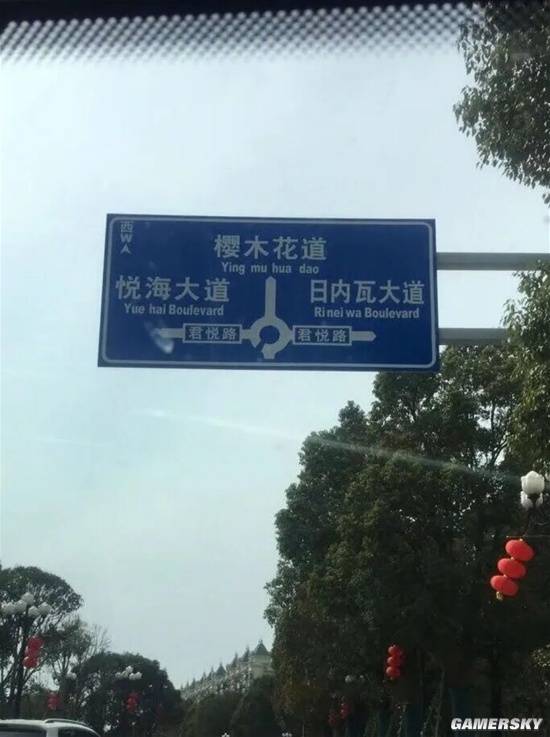 西W
樱木花道
Ying mu hua dao
悦海大道
Yue hai Boulevard
日内瓦大道
Ri nei wa Boulevard
君悦路
君悦路
GAMERSKY